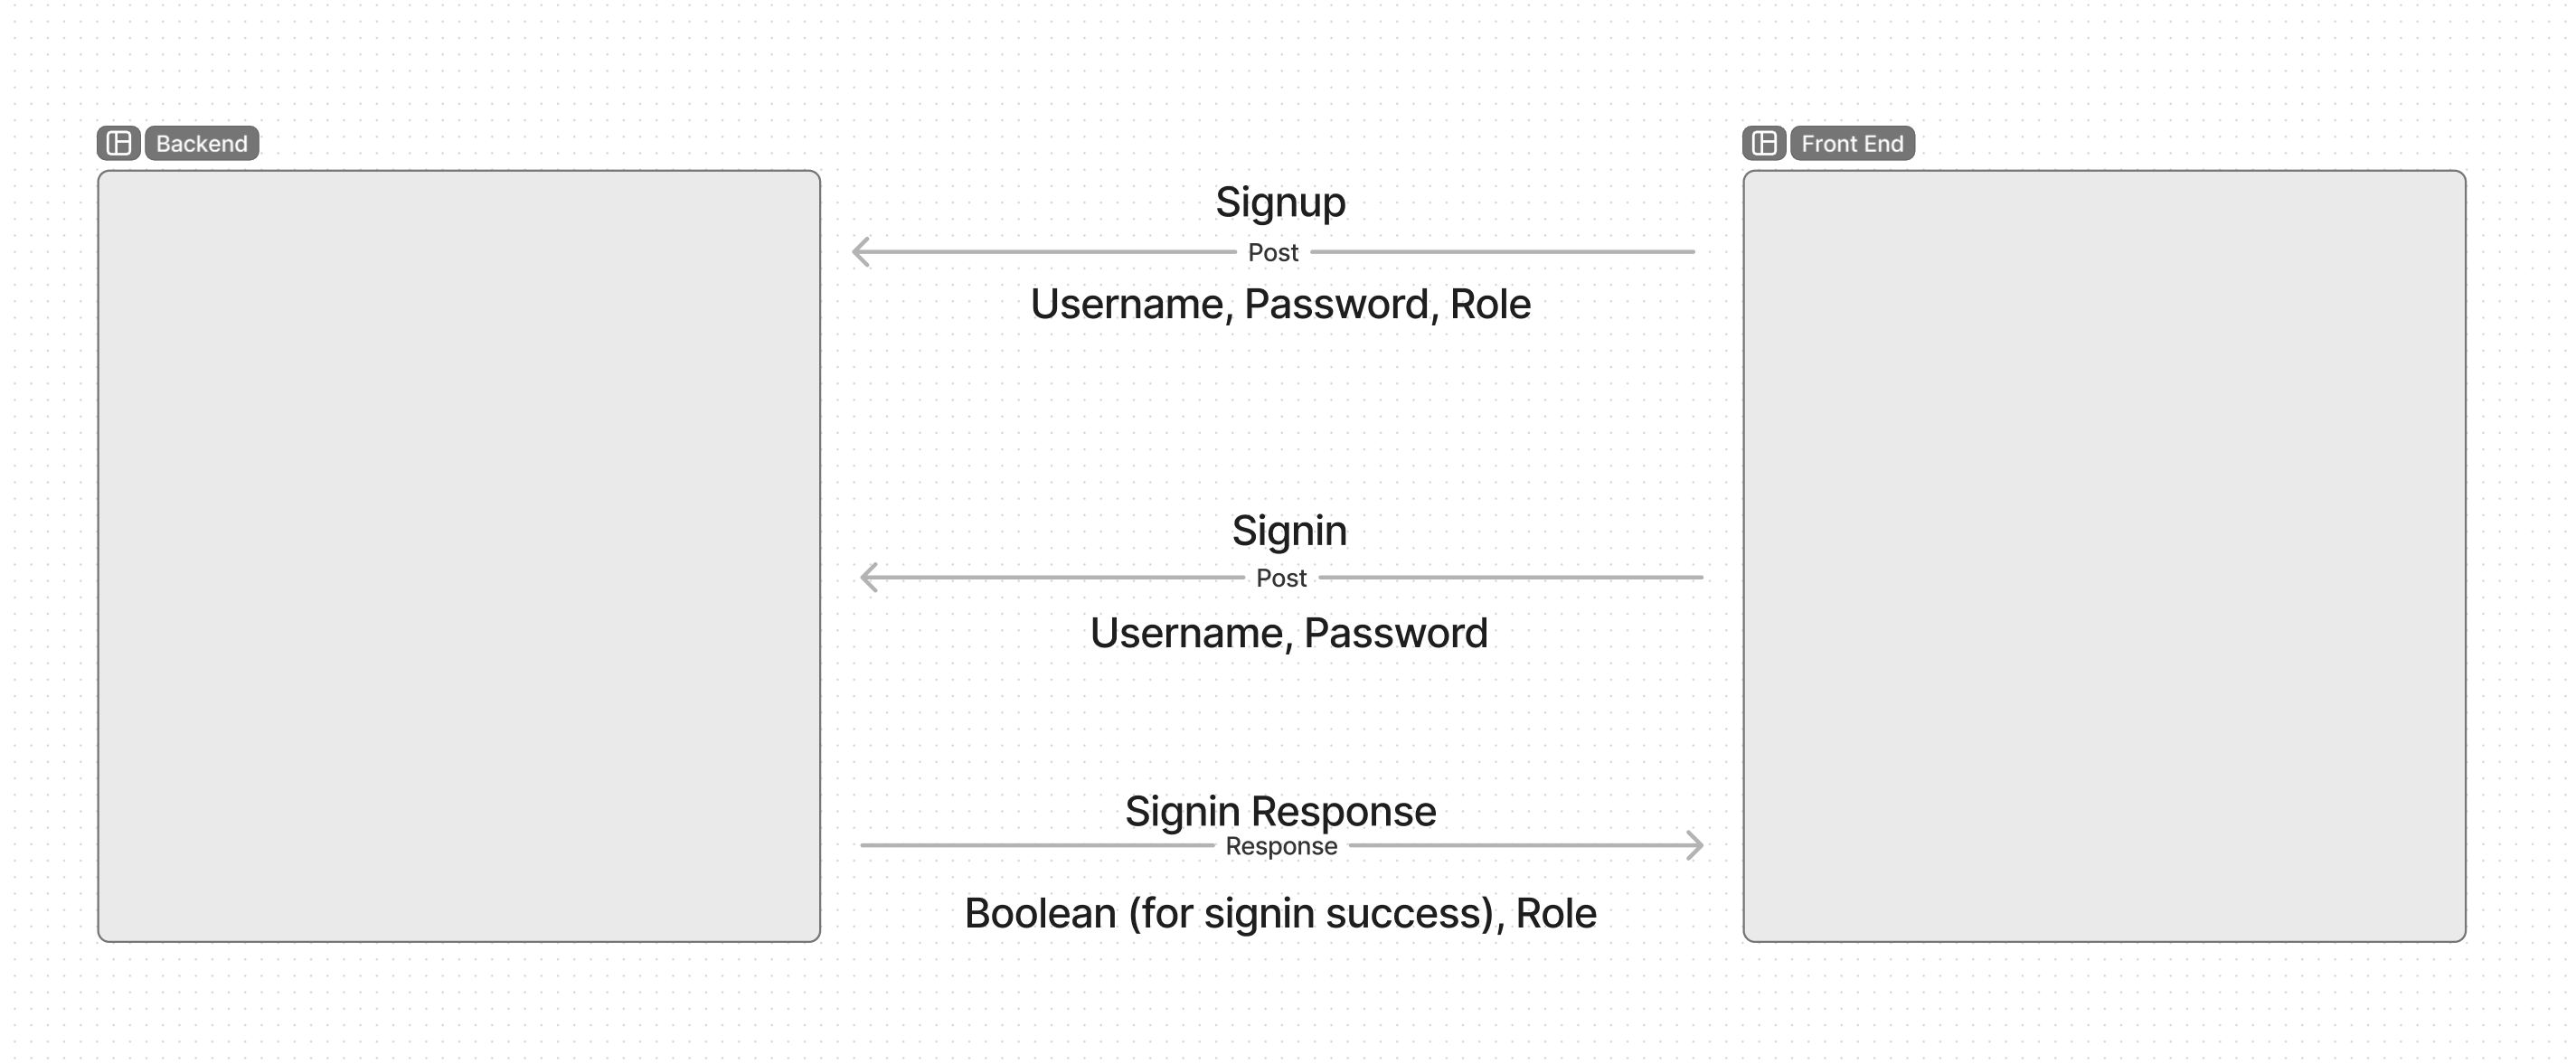 Backend
Front End
Signup
Post
Username, Password, Role
Signin
Post
Username, Password
Signin Response
Response
Boolean (for signin success), Role